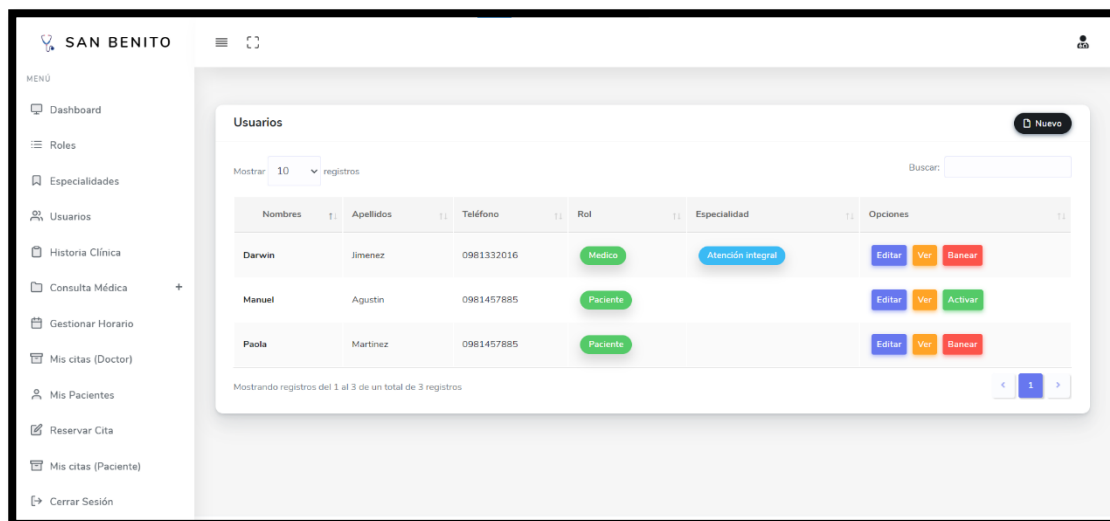 SAN BENITO
MENÚ
Dashboard
Roles
Especialidades
Usuarios
Historia Clínica
Consulta Médica +
Gestionar Horario
Mis citas (Doctor)
Mis Pacientes
Reservar Cita
Mis citas (Paciente)
Cerrar Sesión
Usuarios
Nuevo
Mostrar 10 registros
Buscar:
Nombres Apellidos Teléfono Rol Especialidad Opciones
Darwin Jimenez 0981332016 Medico Atención integral Editar Ver Banear
Manuel Agustin 0981457885 Paciente Editar Ver Activar
Paola Martinez 0981457885 Paciente Editar Ver Banear
Mostrando registros del 1 al 3 de un total de 3 registros
< 1 >